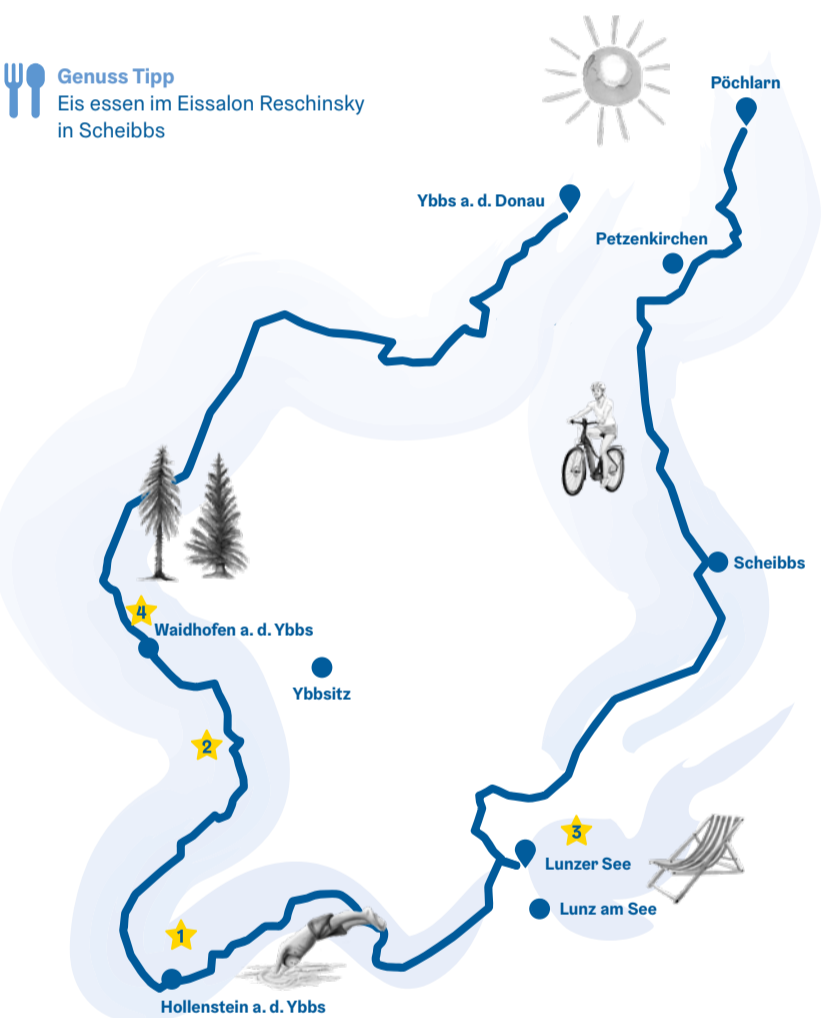 Genuss Tipp
Eis essen im Eissalon Reschinsky
in Scheibbs
Pöchlarn
Ybbs a. d. Donau
Petzenkirchen
Scheibbs
4
Waidhofen a. d. Ybbs
Ybbsitz
2
3
Lunzer See
Lunz am See
1
Hollenstein a. d. Ybbs